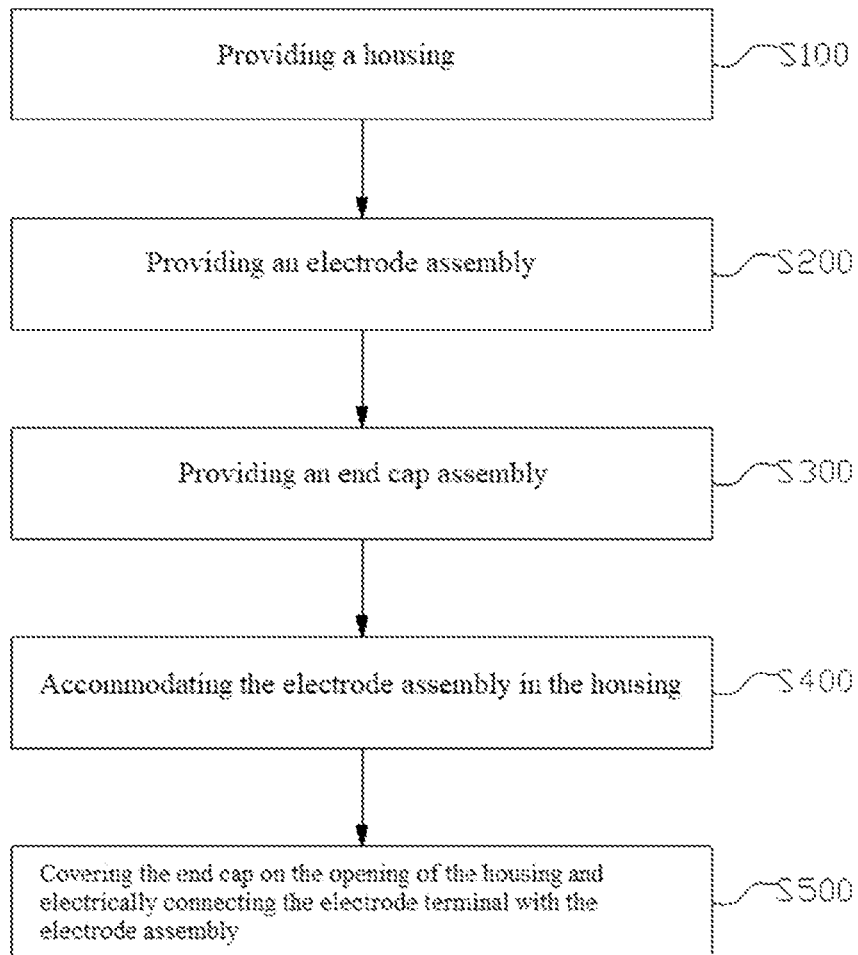 Providing a housing
S100
Providing an electrode assembly
S200
Providing an end cap assembly
S300
Accommodating the electrode assembly in the housing
S400
Covering the end cap on the opening of the housing and
electrically connecting the electrode terminal with the
electrode assembly
S500